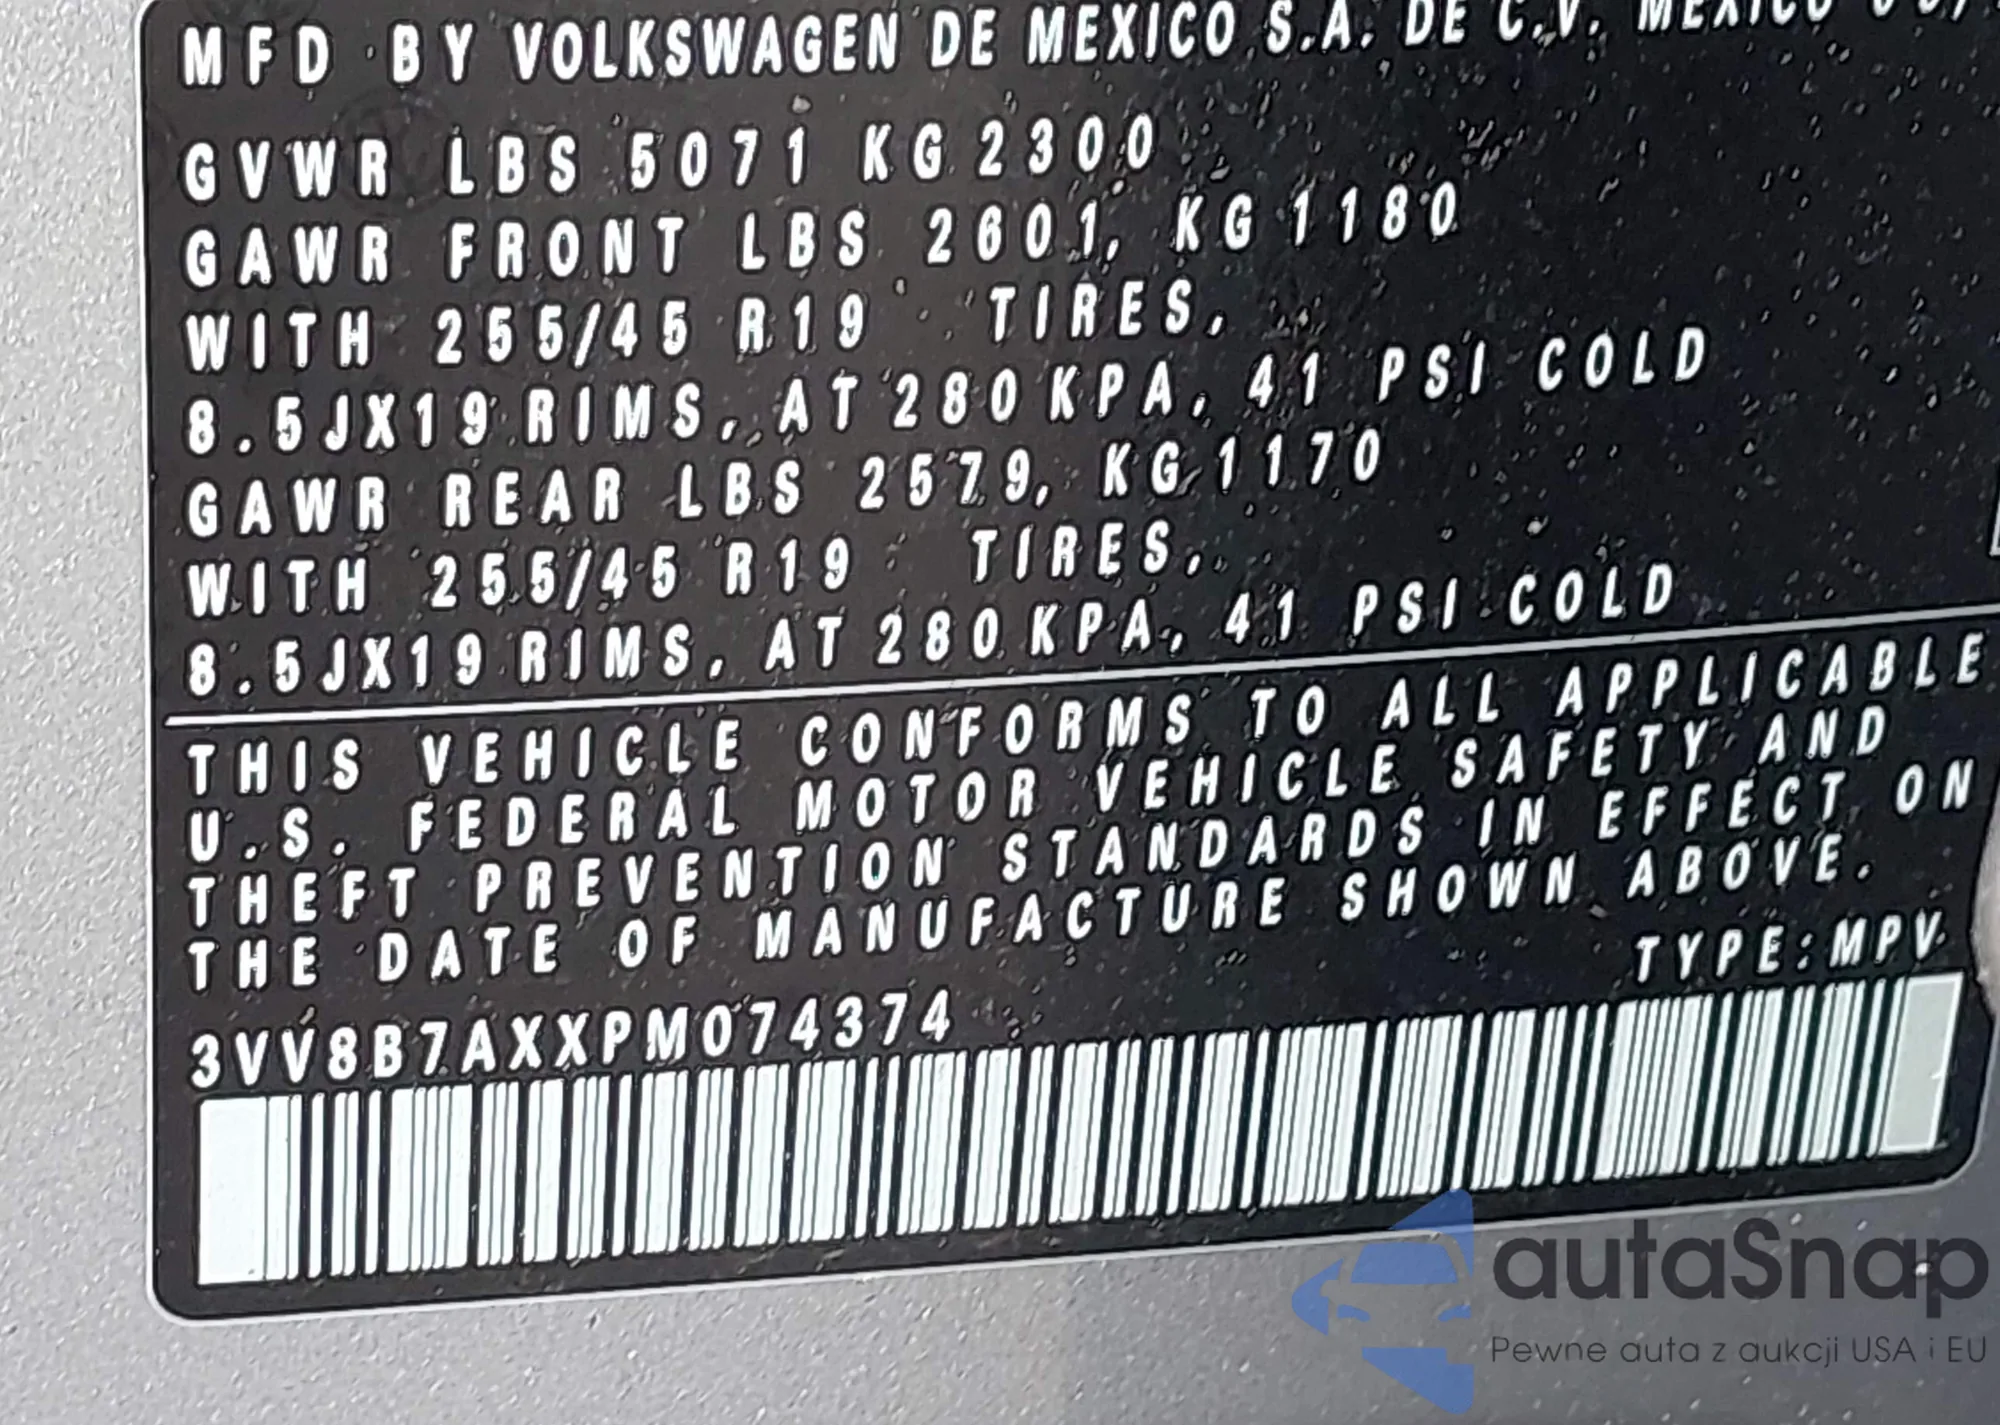 MFD BY VOLKSWAGEN DE MEXICO S.A. DE C.V. MEXICO
GVWR LBS 5071 KG 2300
GAWR FRONT LBS 2601, KG 1180
WITH 255/45 R19 TIRES,
8.5JX19 RIMS, AT 280 KPA, 41 PSI COLD
GAWR REAR LBS 2579, KG 1170
WITH 255/45 R19 TIRES,
8.5JX19 RIMS, AT 280 KPA, 41 PSI COLD
THIS VEHICLE CONFORMS TO ALL APPLICABLE
U.S. FEDERAL MOTOR VEHICLE SAFETY AND
THEFT PREVENTION STANDARDS IN EFFECT ON
THE DATE OF MANUFACTURE SHOWN ABOVE.
TYPE:MPV
3VV8B7AXXPM074374
autaSnap
Pewne auta z aukcji USA i EU